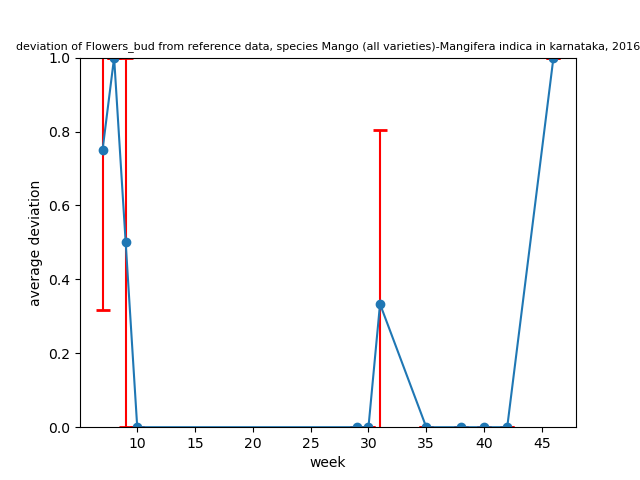 deviation of Flowers_bud from reference data, species Mango (all varieties)-Mangifera indica in karnataka, 2016
1.0
0.8
0.6
0.4
0.2
0.0
average deviation
10 15 20 25 30 35 40 45
week